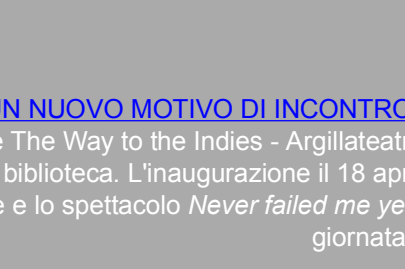 UN NUOVO MOTIVO DI INCONTRO
e The Way to the Indies - Argillateatr
biblioteca. L'inaugurazione il 18 apr
e e lo spettacolo Never failed me ye
giornata